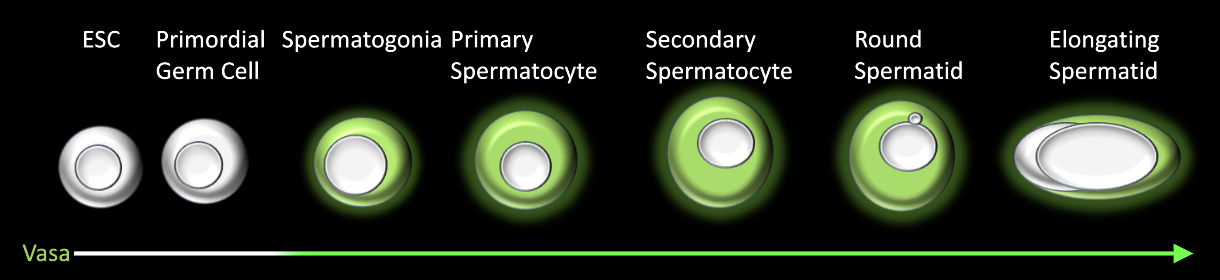 ESC
Primordial
Germ Cell
Spermatogonia
Primary
Spermatocyte
Secondary
Spermatocyte
Round
Spermatid
Elongating
Spermatid
Vasa